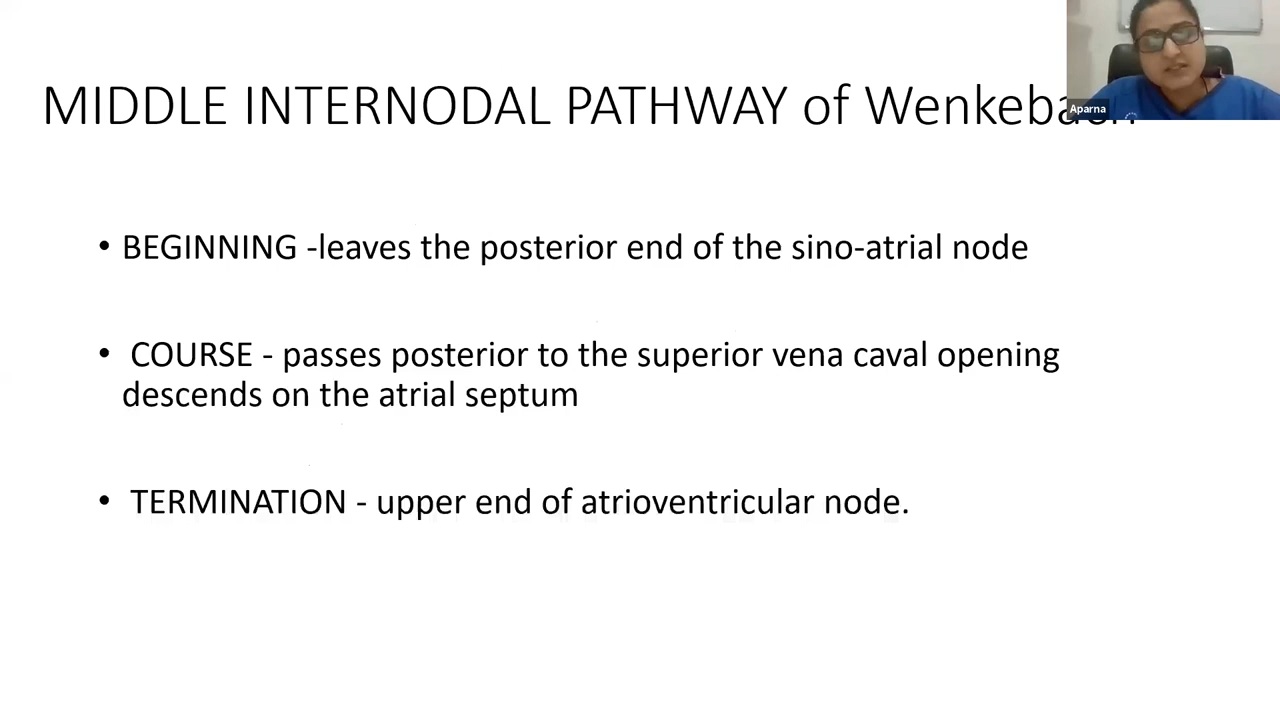 MIDDLE INTERNODAL PATHWAY of Wenkebach
Aparna
• BEGINNING -leaves the posterior end of the sino-atrial node
• COURSE - passes posterior to the superior vena caval opening
descends on the atrial septum
• TERMINATION - upper end of atrioventricular node.